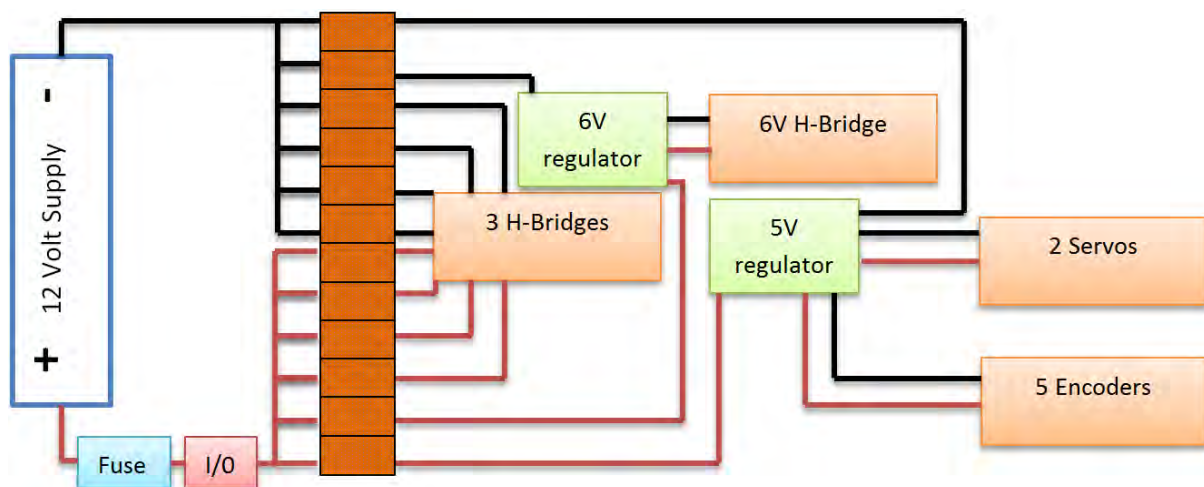 -
12 Volt Supply
+
Fuse
I/0
6V
regulator
6V H-Bridge
3 H-Bridges
5V
regulator
2 Servos
5 Encoders